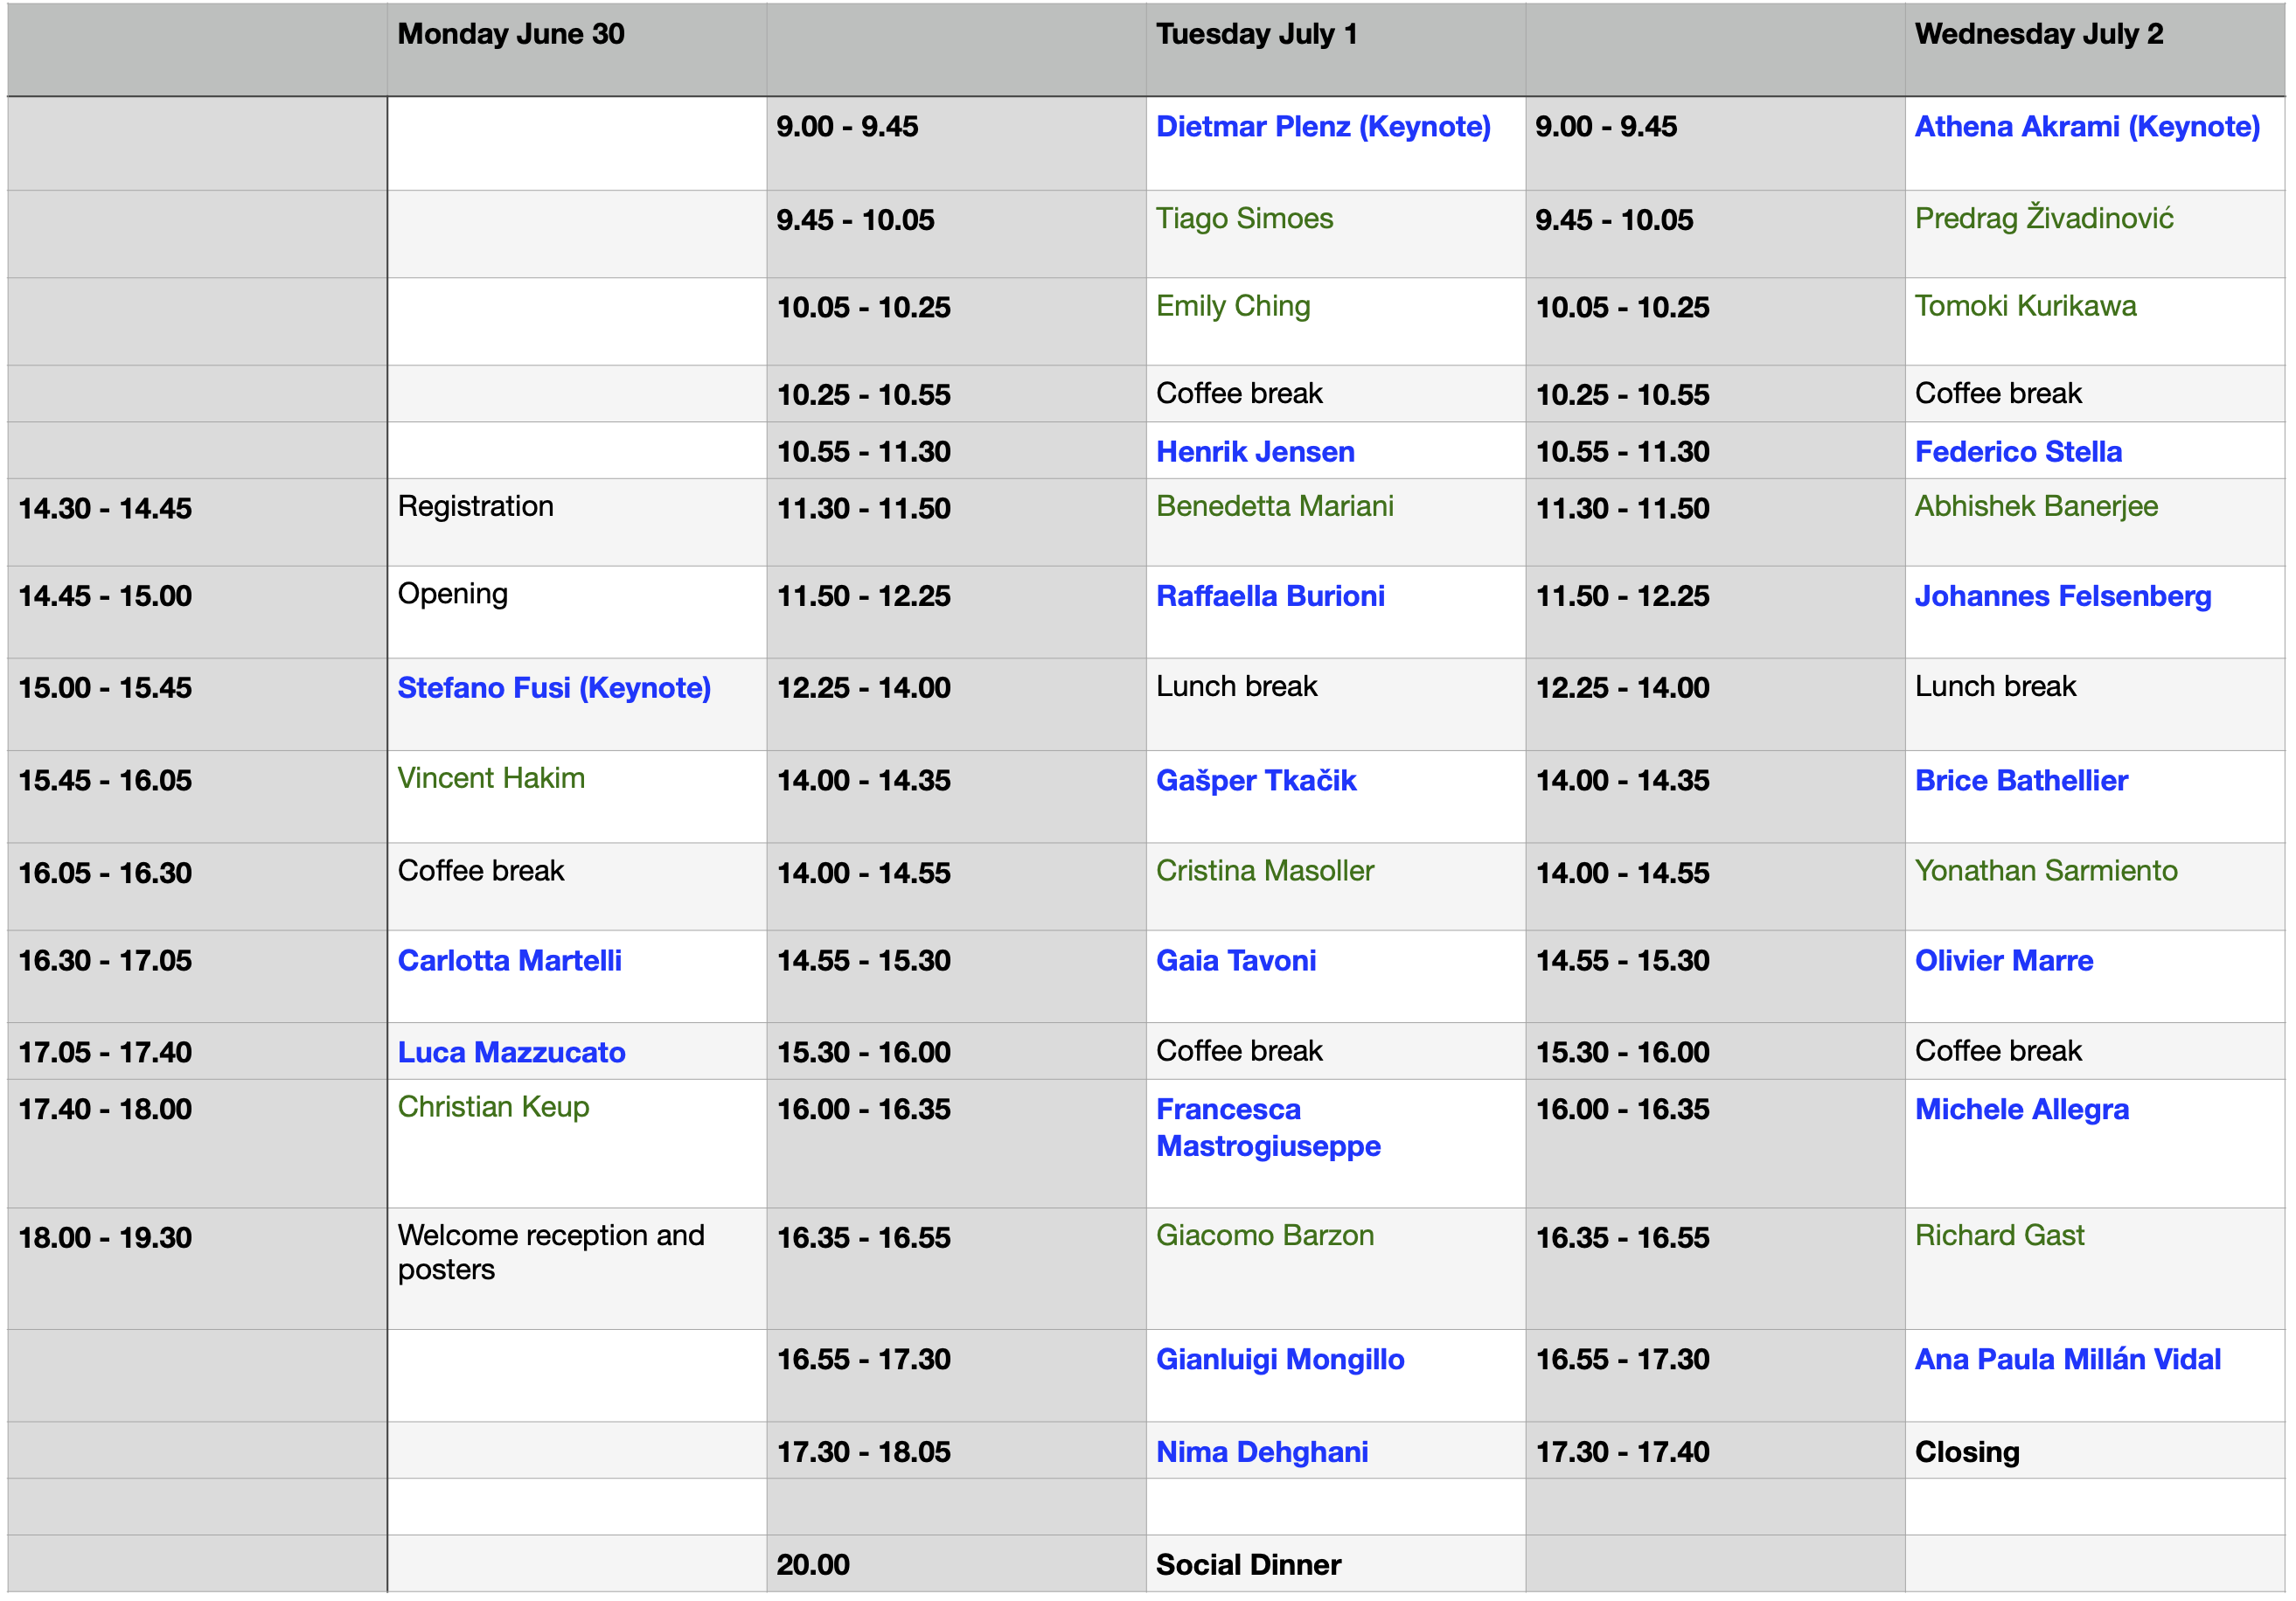 Monday June 30 Tuesday July 1 Wednesday July 2
9.00 - 9.45 Dietmar Plenz (Keynote) 9.00 - 9.45 Athena Akrami (Keynote)
9.45 - 10.05 Tiago Simoes 9.45 - 10.05 Predrag Živadinović
10.05 - 10.25 Emily Ching 10.05 - 10.25 Tomoki Kurikawa
10.25 - 10.55 Coffee break 10.25 - 10.55 Coffee break
10.55 - 11.30 Henrik Jensen 10.55 - 11.30 Federico Stella
14.30 - 14.45 Registration 11.30 - 11.50 Benedetta Mariani 11.30 - 11.50 Abhishek Banerjee
14.45 - 15.00 Opening 11.50 - 12.25 Raffaella Burioni 11.50 - 12.25 Johannes Felsenberg
15.00 - 15.45 Stefano Fusi (Keynote) 12.25 - 14.00 Lunch break 12.25 - 14.00 Lunch break
15.45 - 16.05 Vincent Hakim 14.00 - 14.35 Gašper Tkačik 14.00 - 14.35 Brice Bathellier
16.05 - 16.30 Coffee break 14.00 - 14.55 Cristina Masoller 14.00 - 14.55 Yonathan Sarmiento
16.30 - 17.05 Carlotta Martelli 14.55 - 15.30 Gaia Tavoni 14.55 - 15.30 Olivier Marre
17.05 - 17.40 Luca Mazzucato 15.30 - 16.00 Coffee break 15.30 - 16.00 Coffee break
17.40 - 18.00 Christian Keup 16.00 - 16.35 Francesca 16.00 - 16.35 Michele Allegra
Mastrogiuseppe
18.00 - 19.30 Welcome reception and 16.35 - 16.55 Giacomo Barzon 16.35 - 16.55 Richard Gast
posters
16.55 - 17.30 Gianluigi Mongillo 16.55 - 17.30 Ana Paula Millán Vidal
17.30 - 18.05 Nima Dehghani 17.30 - 17.40 Closing
20.00 Social Dinner